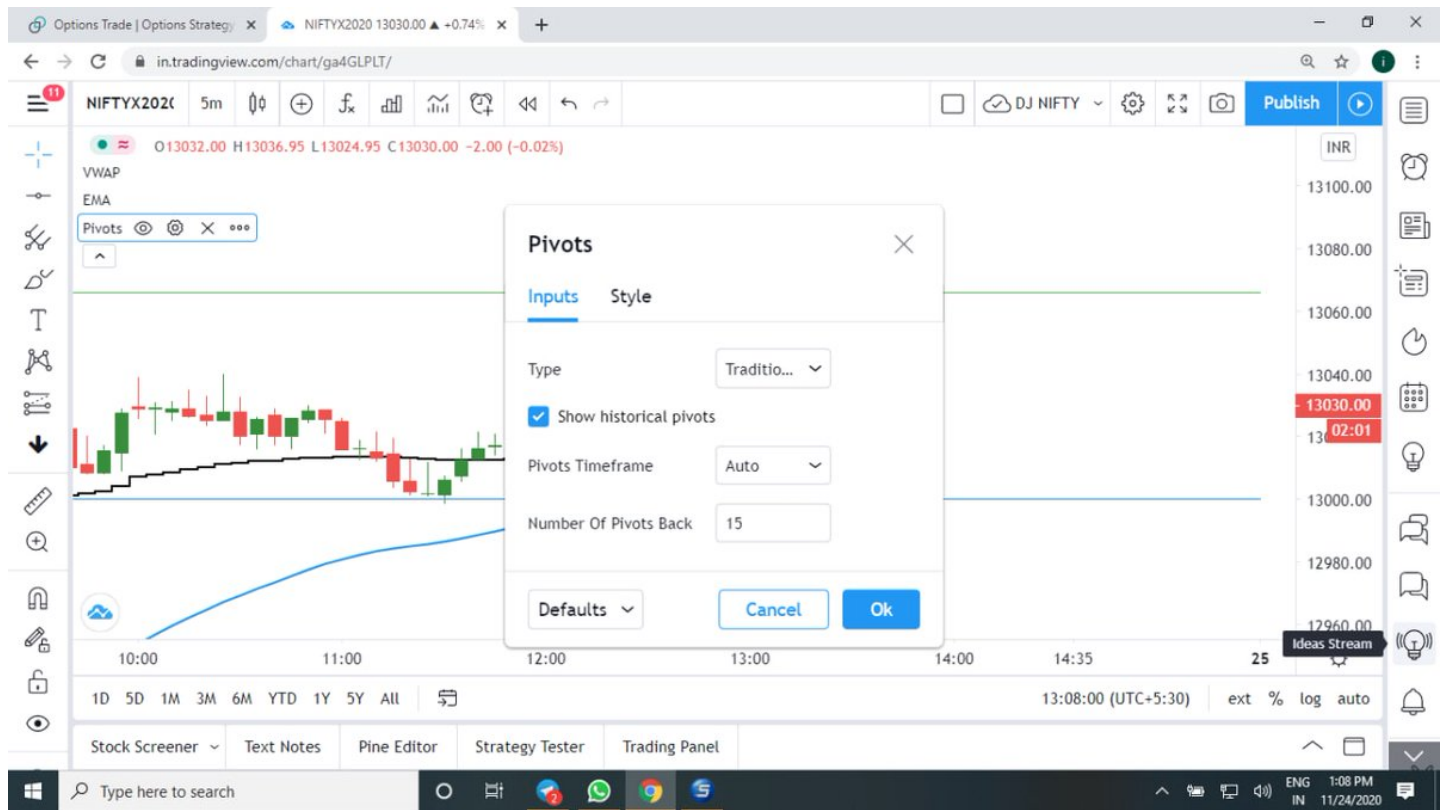 Options Trade | Options Strategy
NIFTYX2020 13030.00 ▲ +0.74%
in.tradingview.com/chart/ga4GLPLT/
11
NIFTYX202
5m
DJ NIFTY
Publish
O13032.00 H13036.95 L13024.95 C13030.00 -2.00 (-0.02%)
INR
VWAP
EMA
Pivots
13100.00
13080.00
13060.00
13040.00
13030.00
02:01
13000.00
12980.00
12960.00
Pivots
Inputs Style
Type Traditio...
Show historical pivots
Pivots Timeframe Auto
Number Of Pivots Back 15
Defaults Cancel Ok
Ideas Stream
10:00 11:00 12:00 13:00 14:00 14:35 25
1D 5D 1M 3M 6M YTD 1Y 5Y All
13:08:00 (UTC+5:30) ext % log auto
Stock Screener Text Notes Pine Editor Strategy Tester Trading Panel
Type here to search
2
ENG 1:08 PM
IN 11/24/2020